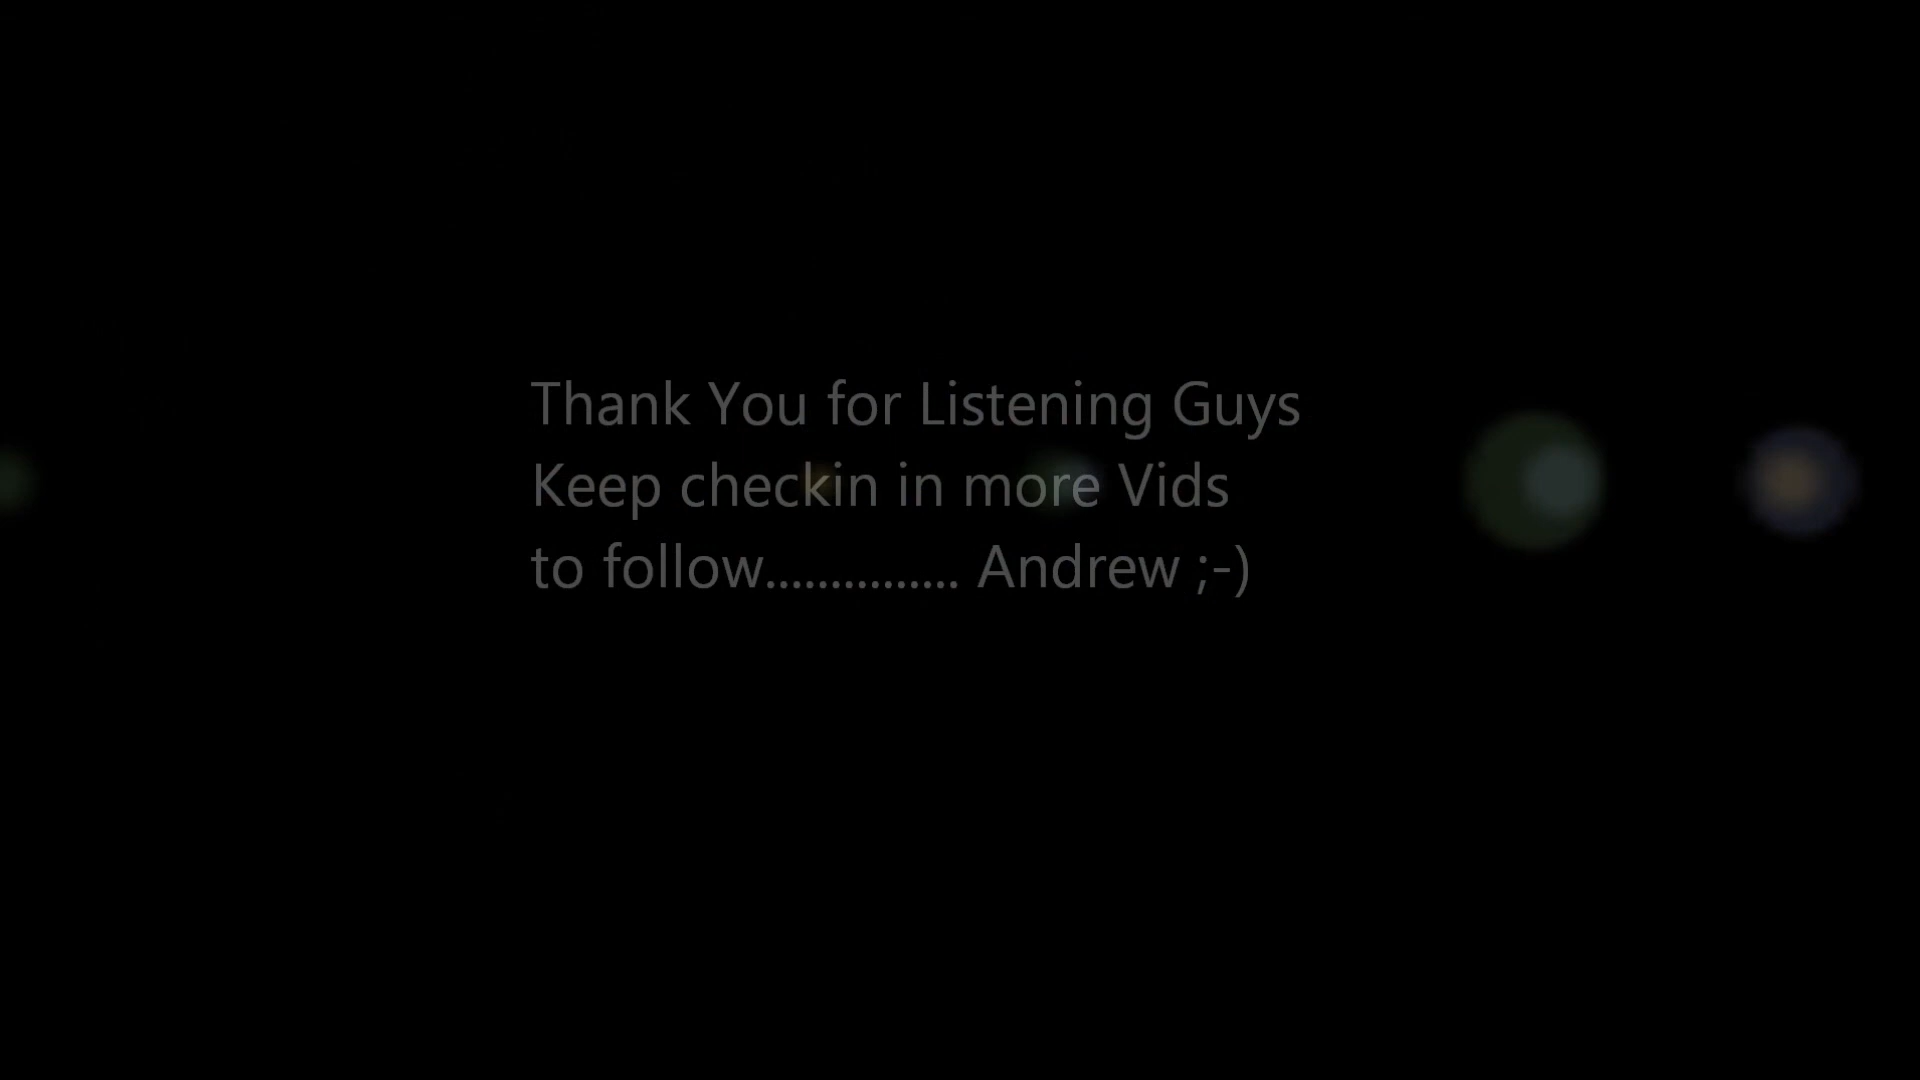 Thank You for Listening Guys
Keep checkin in more Vids
to follow............... Andrew ;-)